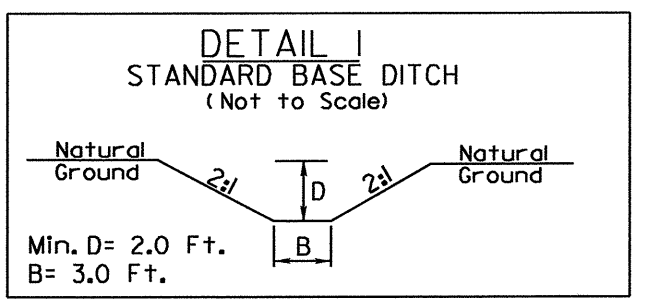 DETAIL 1
STANDARD BASE DITCH
(Not to Scale)
Natural
Ground
2:1
D
2:1
Natural
Ground
B
Min. D= 2.0 Ft.
B= 3.0 Ft.